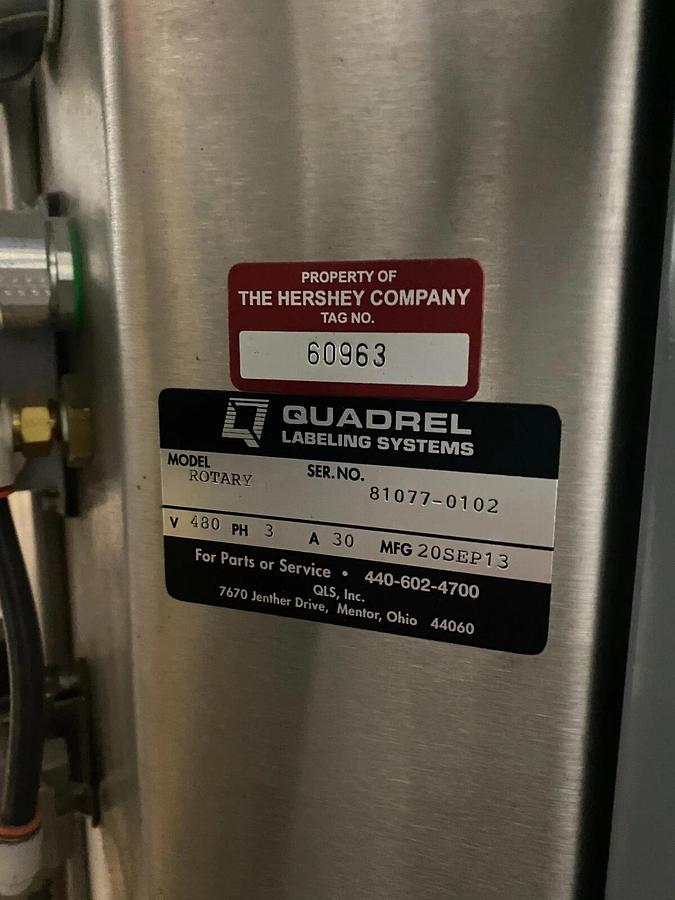 PROPERTY OF
THE HERSHEY COMPANY
TAG NO.
60963
QUADREL
LABELING SYSTEMS
MODEL SER.NO.
ROTARY 81077-0102
V 480 PH 3 A 30 MFG 20SEP13
For Parts or Service • 440-602-4700
QLS, Inc.
7670 Jenther Drive, Mentor, Ohio 44060